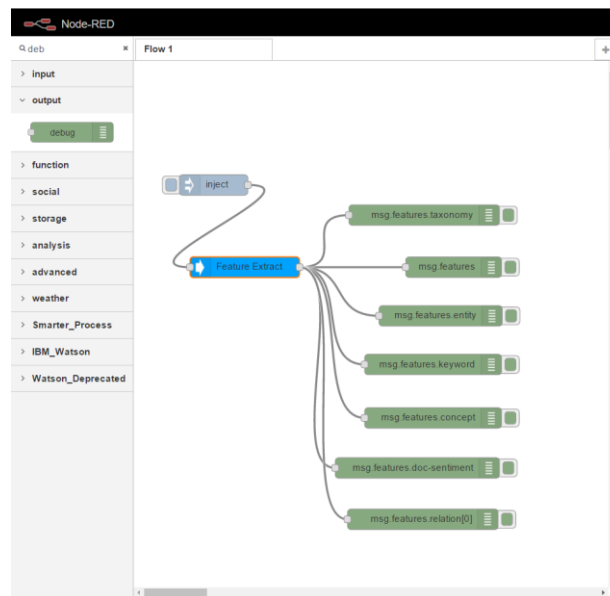 Node-RED
deb
×
Flow 1
+
input
output
debug
function
social
storage
analysis
advanced
weather
Smarter_Process
IBM_Watson
Watson_Deprecated
inject
Feature Extract
msg.features.taxonomy
msg.features
msg.features.entity
msg.features.keyword
msg.features.concept
msg.features.doc-sentiment
msg.features.relation[0]